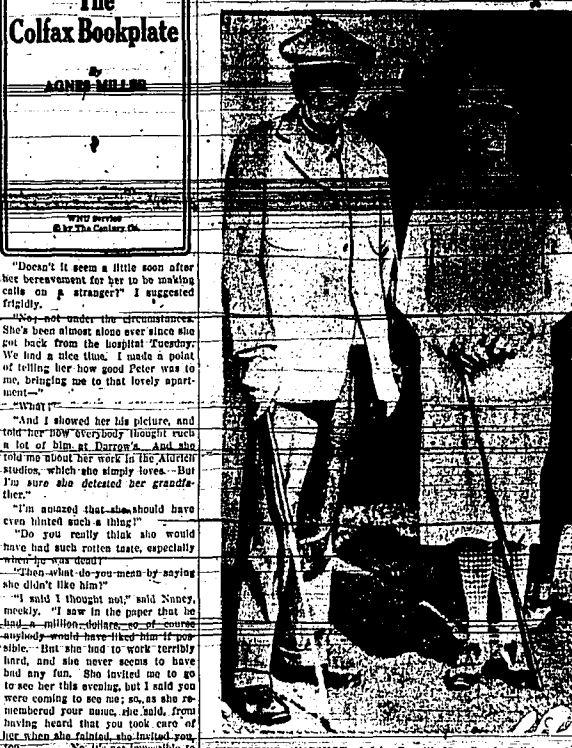 The
Colfax Bookplate
By
AGNES MILLER
WNU Service
© by The Century Co.
"Doesn't it seem a little soon after
her bereavement for her to be making
calls on a stranger?" I suggested
frigidly.
"No; not under the circumstances.
She's been almost alone ever since she
got back from the hospital Tuesday.
We had a nice time. I made a point
of telling her how good Peter was to
me, bringing me to that lovely apart-
ment—"
"What!"
"And I showed her his picture, and
told her how everybody thought such
a lot of him at Darrow's. And she
told me about her work in the Aldrich
studios, which she simply loves. But
I'm sure she detested her grandfa-
ther."
"I'm amazed that she should have
even hinted such a thing!"
"Do you really think she would
have had such rotten taste, especially
when he was dead?"
"Then what do you mean by saying
she didn't like him?"
"I said I thought not," said Nancy,
meekly. "I saw in the paper that he
had a million dollars, so of course
anybody would have liked him if pos-
sible. But she had to work terribly
hard, and she never seems to have
had any fun. She invited me to go
to see her this evening, but I said you
were coming to see me; so, as she re-
membered your name, she said, from
having heard that you took care of
her when she fainted, she invited you,